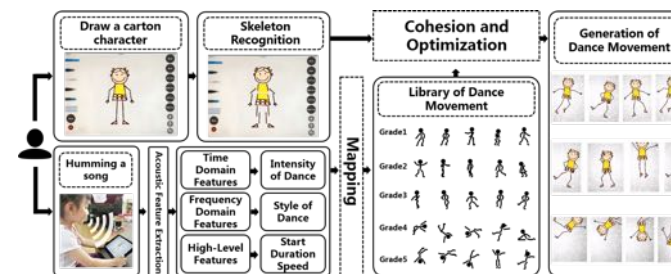 Draw a carton
character
Skeleton
Recognition
Cohesion and
Optimization
Generation of
Dance Movement
Humming a
song
Acoustic Feature Extraction
Time
Domain
Features
Intensity
of Dance
Frequency
Domain
Features
Style of
Dance
High-Level
Features
Start
Duration
Speed
Mapping
Library of Dance
Movement
Grade1
Grade2
Grade3
Grade4
Grade5